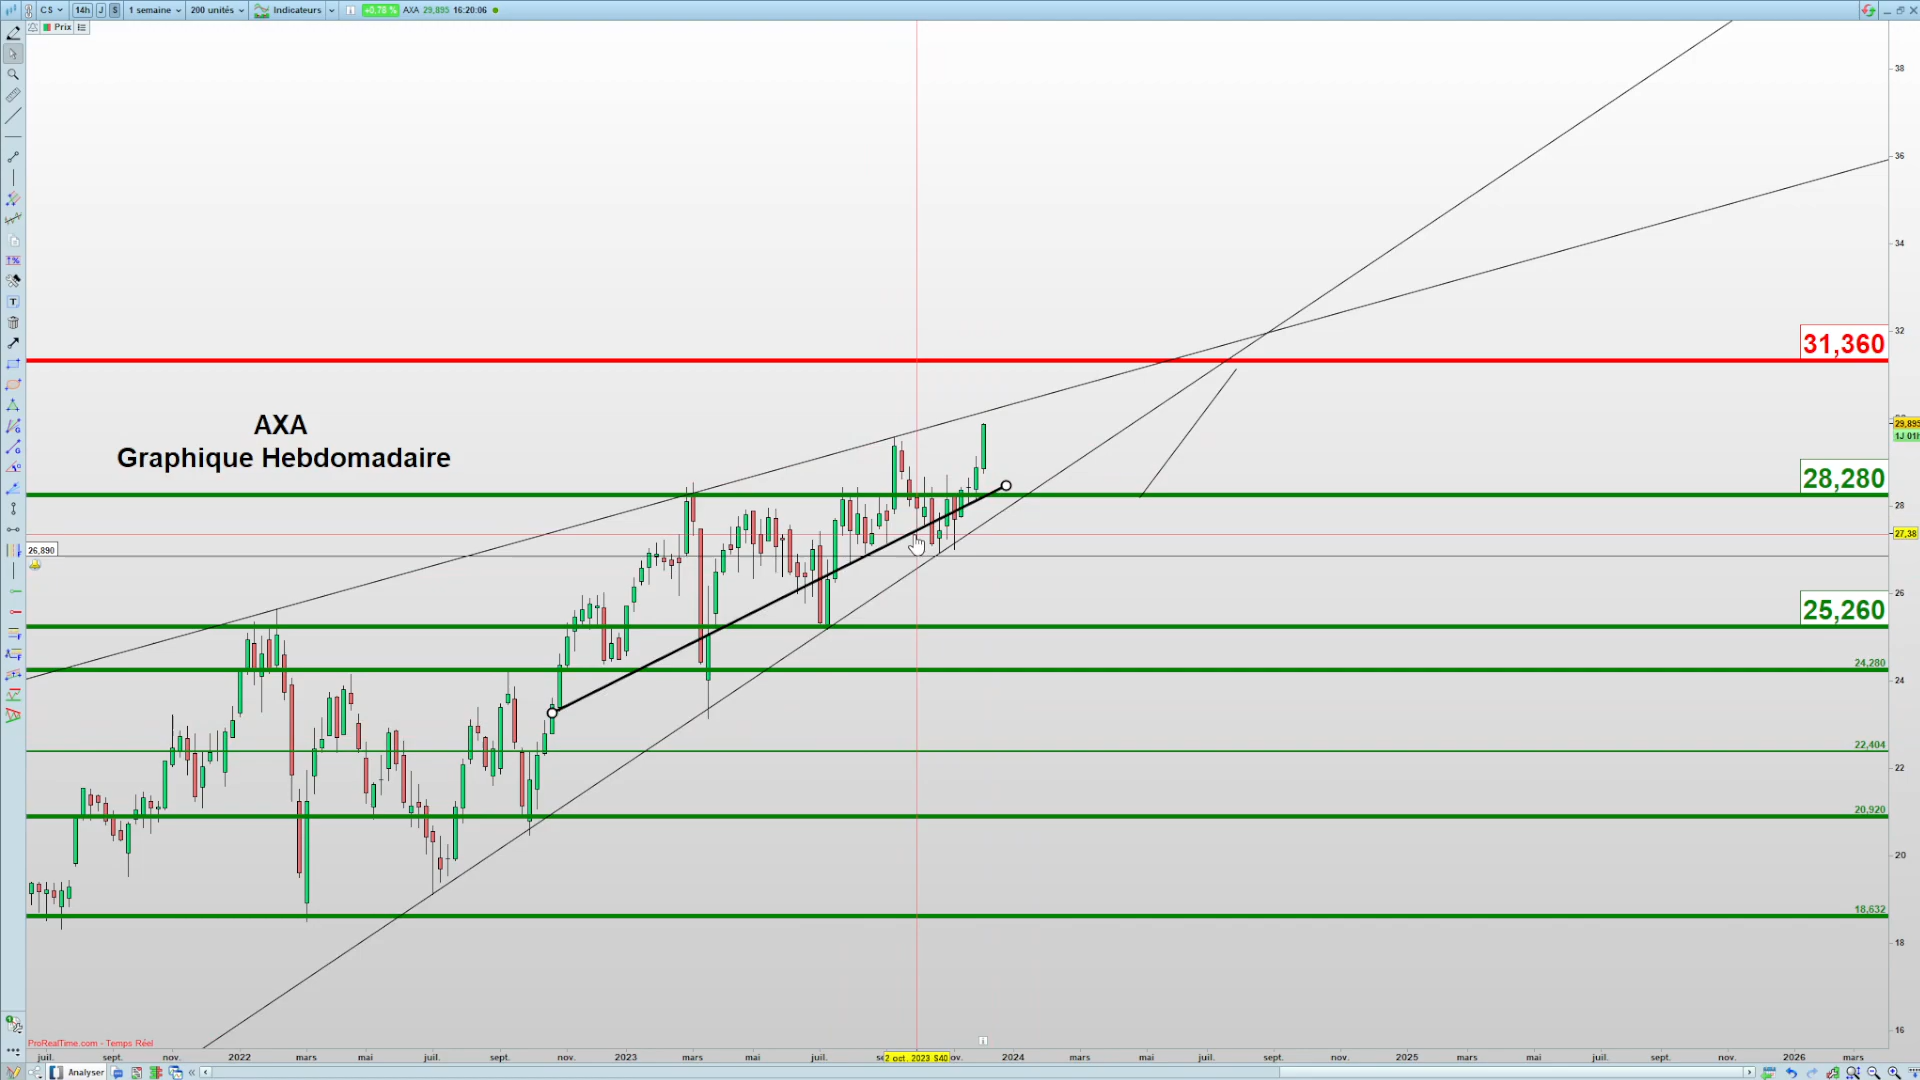 CS 14h J S 1 semaine 200 unités Indicateurs +0,78 % AXA 29,895 16:20:06
Prix
38
36
34
32
31,360
AXA
29,895
1J 01h
Graphique Hebdomadaire
28,280
28
27,38
26,890
26
25,260
24,280
24
22,404
22
20,920
20
18,632
18
16
ProRealTime.com - Temps Réel
juil. sept. nov. 2022 mars mai juil. sept. nov. 2023 mars mai juil. 2 oct. 2023 S40 ov. 2024 mars mai juil. sept. nov. 2025 mars mai juil. sept. nov. 2026 mars
Analyser